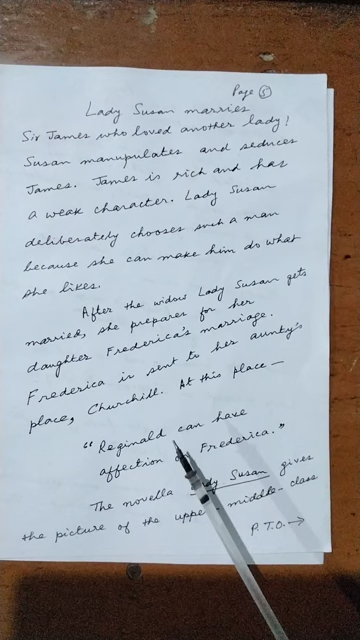 Page 5
Lady Susan marries
Sir James who loved another lady!
Susan manupulates and seduces
James. James is rich and has
a weak character. Lady Susan
deliberately chooses such a man
because she can make him do what
she likes.
After the widow Lady Susan gets
married, she prepares for her
daughter Frederica's marriage.
Frederica is sent to her aunty's
place, Churchill. At this place —
"Reginald can have
affection Frederica."
The novella Susan gives
the picture of the upper middle-class
P.T.O. →